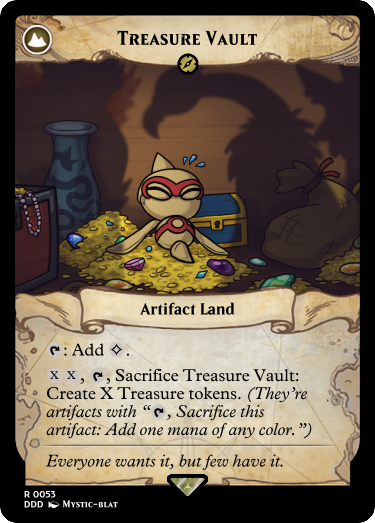 TREASURE VAULT
Artifact Land
: Add .
X X, , Sacrifice Treasure Vault:
Create X Treasure tokens. (They're
artifacts with “, Sacrifice this
artifact: Add one mana of any color.”)
Everyone wants it, but few have it.
R 0053
DDD MYSTIC-BLAT